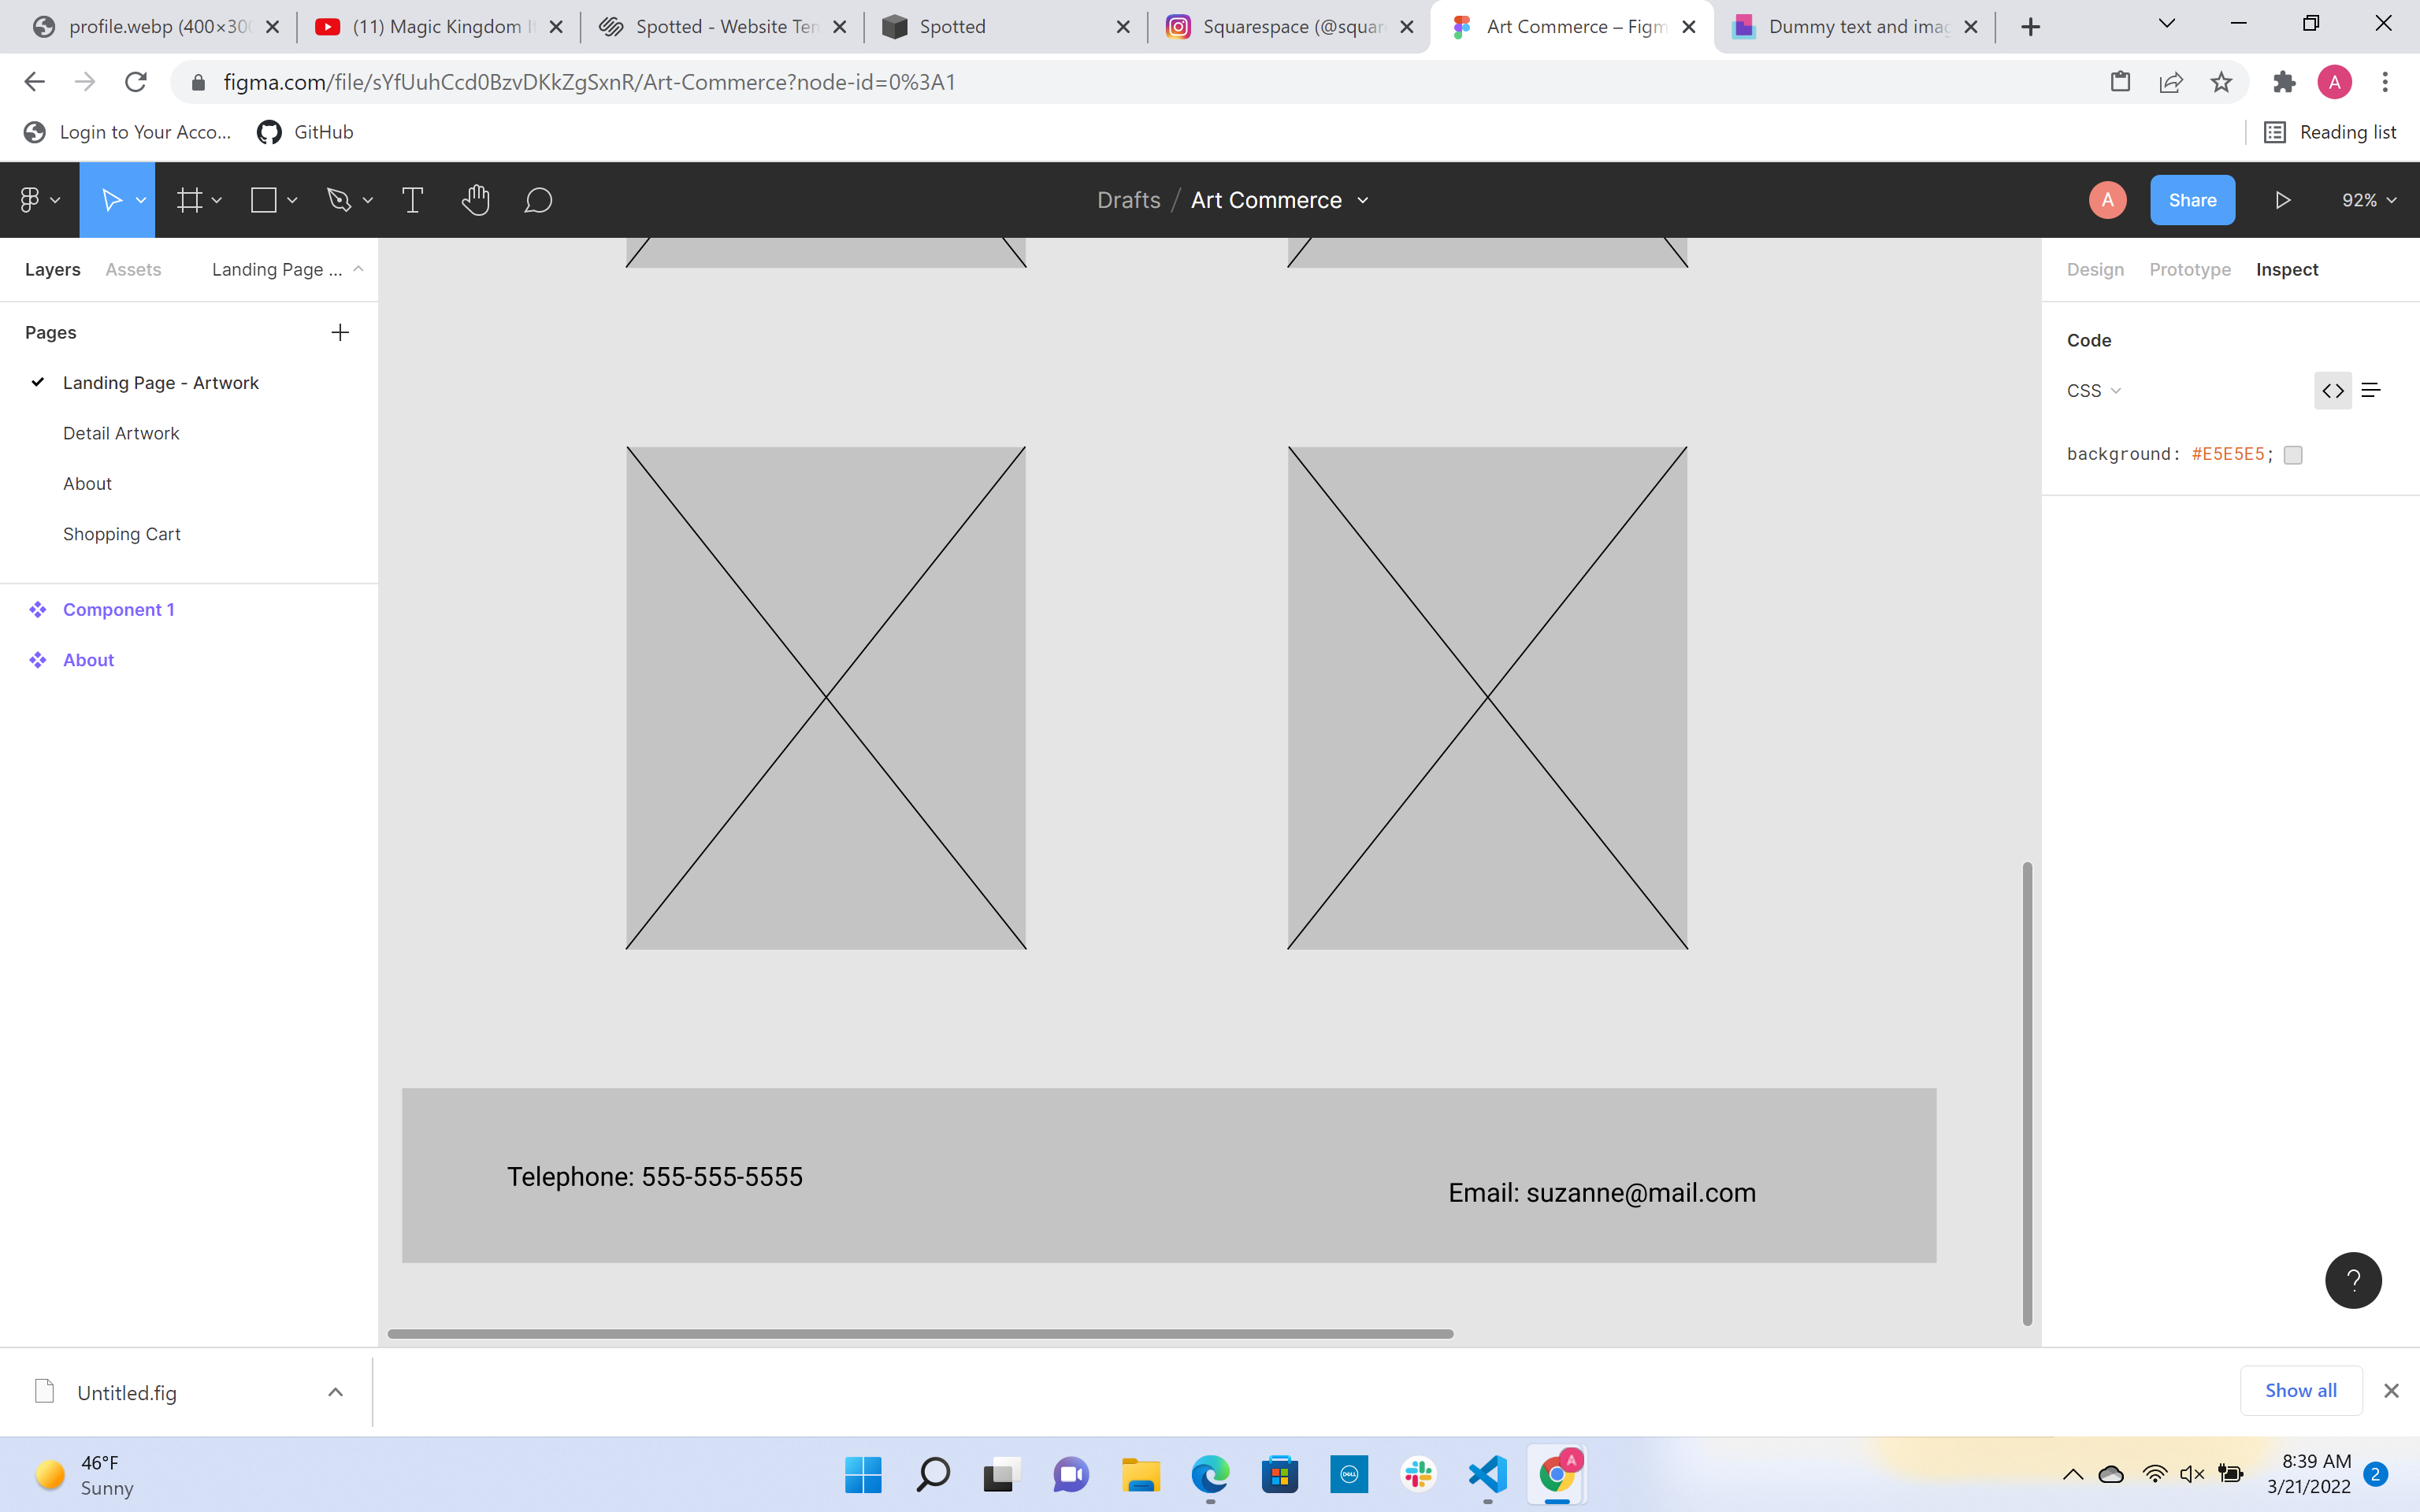 profile.webp (400×300
(11) Magic Kingdom
Spotted - Website Ten
Spotted
Squarespace (@squar
Art Commerce – Figm
Dummy text and imag
figma.com/file/sYfUuhCcd0BzvDKkZgSxnR/Art-Commerce?node-id=0%3A1
A
Login to Your Acco...
GitHub
Reading list
Drafts / Art Commerce
A
Share
92%
Layers
Assets
Landing Page ...
Design
Prototype
Inspect
Pages
Code
Landing Page - Artwork
CSS
Detail Artwork
background: #E5E5E5;
About
Shopping Cart
Component 1
About
Telephone: 555-555-5555
Email: suzanne@mail.com
?
Untitled.fig
Show all
46°F
Sunny
DELL
A
8:39 AM
3/21/2022
2